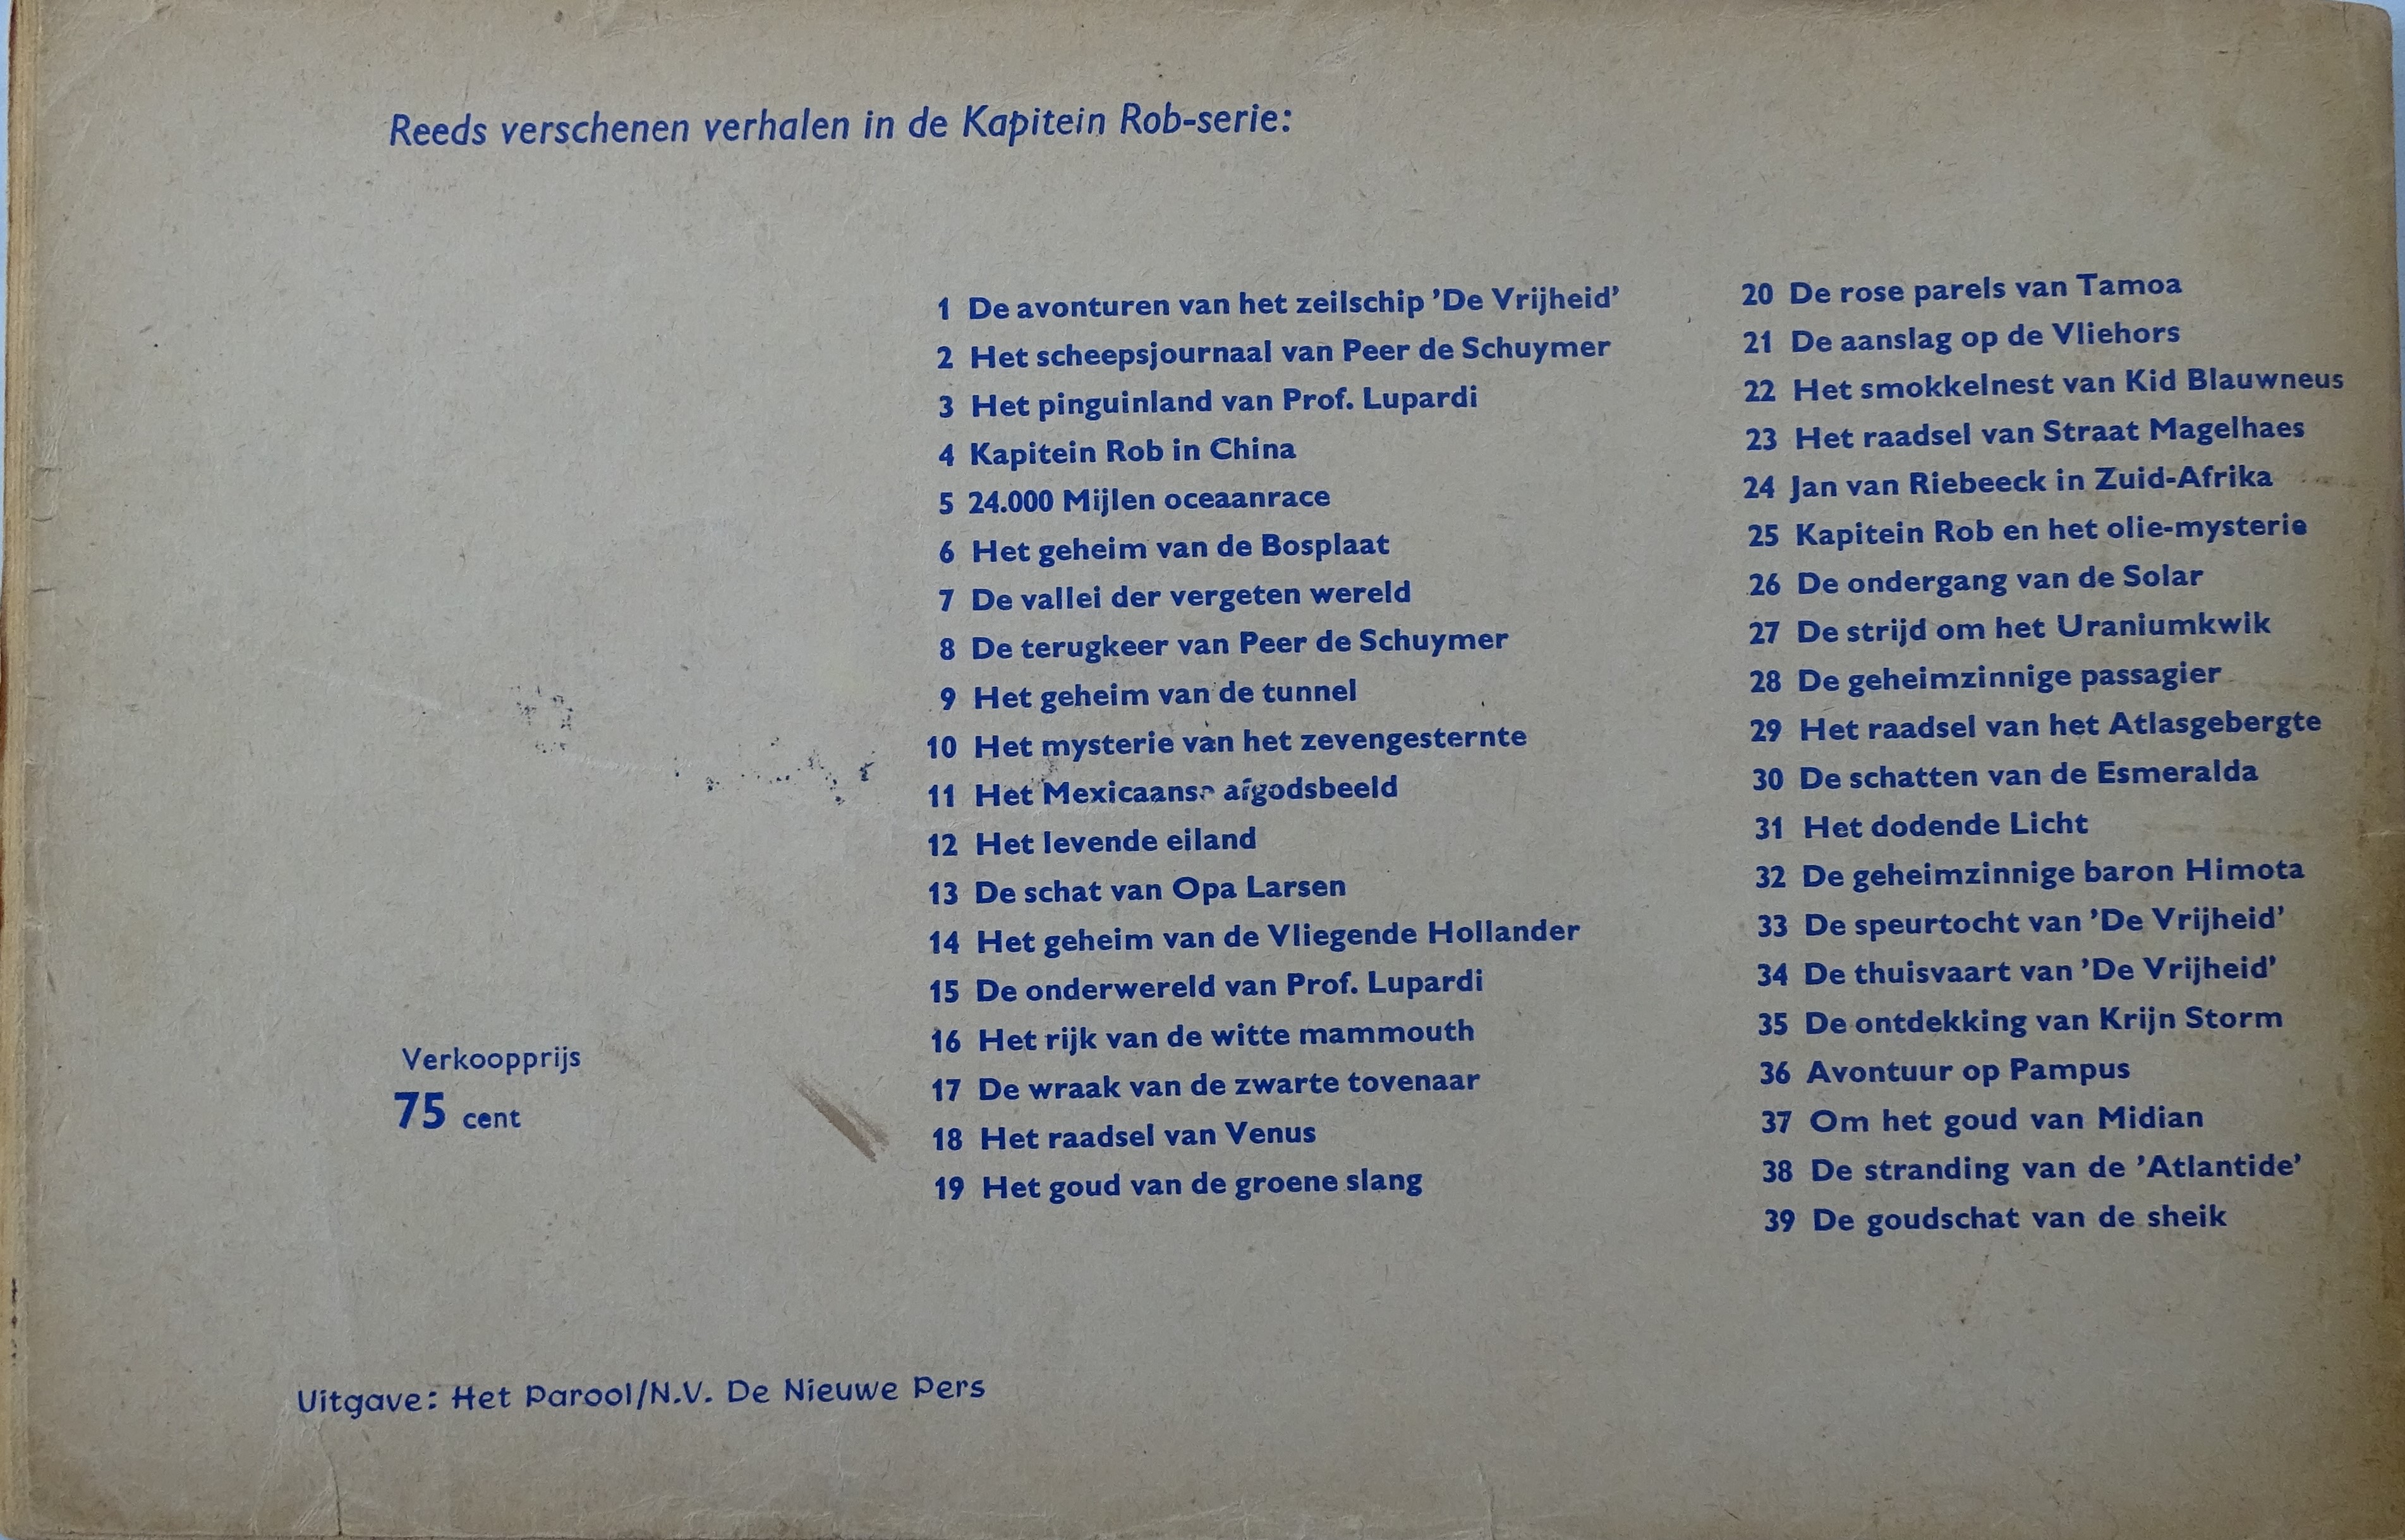 Reeds verschenen verhalen in de Kapitein Rob-serie:
1 De avonturen van het zeilschip ’De Vrijheid’
2 Het scheepsjournaal van Peer de Schuymer
3 Het pinguinland van Prof. Lupardi
4 Kapitein Rob in China
5 24.000 Mijlen oceaanrace
6 Het geheim van de Bosplaat
7 De vallei der vergeten wereld
8 De terugkeer van Peer de Schuymer
9 Het geheim van de tunnel
10 Het mysterie van het zevengesternte
11 Het Mexicaanse afgodsbeeld
12 Het levende eiland
13 De schat van Opa Larsen
14 Het geheim van de Vliegende Hollander
15 De onderwereld van Prof. Lupardi
16 Het rijk van de witte mammouth
17 De wraak van de zwarte tovenaar
18 Het raadsel van Venus
19 Het goud van de groene slang
20 De rose parels van Tamoa
21 De aanslag op de Vliehors
22 Het smokkelnest van Kid Blauwneus
23 Het raadsel van Straat Magelhaes
24 Jan van Riebeeck in Zuid-Afrika
25 Kapitein Rob en het olie-mysterie
26 De ondergang van de Solar
27 De strijd om het Uraniumkwik
28 De geheimzinnige passagier
29 Het raadsel van het Atlasgebergte
30 De schatten van de Esmeralda
31 Het dodende Licht
32 De geheimzinnige baron Himota
33 De speurtocht van ’De Vrijheid’
34 De thuisvaart van ’De Vrijheid’
35 De ontdekking van Krijn Storm
36 Avontuur op Pampus
37 Om het goud van Midian
38 De stranding van de ’Atlantide’
39 De goudschat van de sheik
Verkoopprijs
75 cent
Uitgave: Het Parool/N.V. De Nieuwe Pers